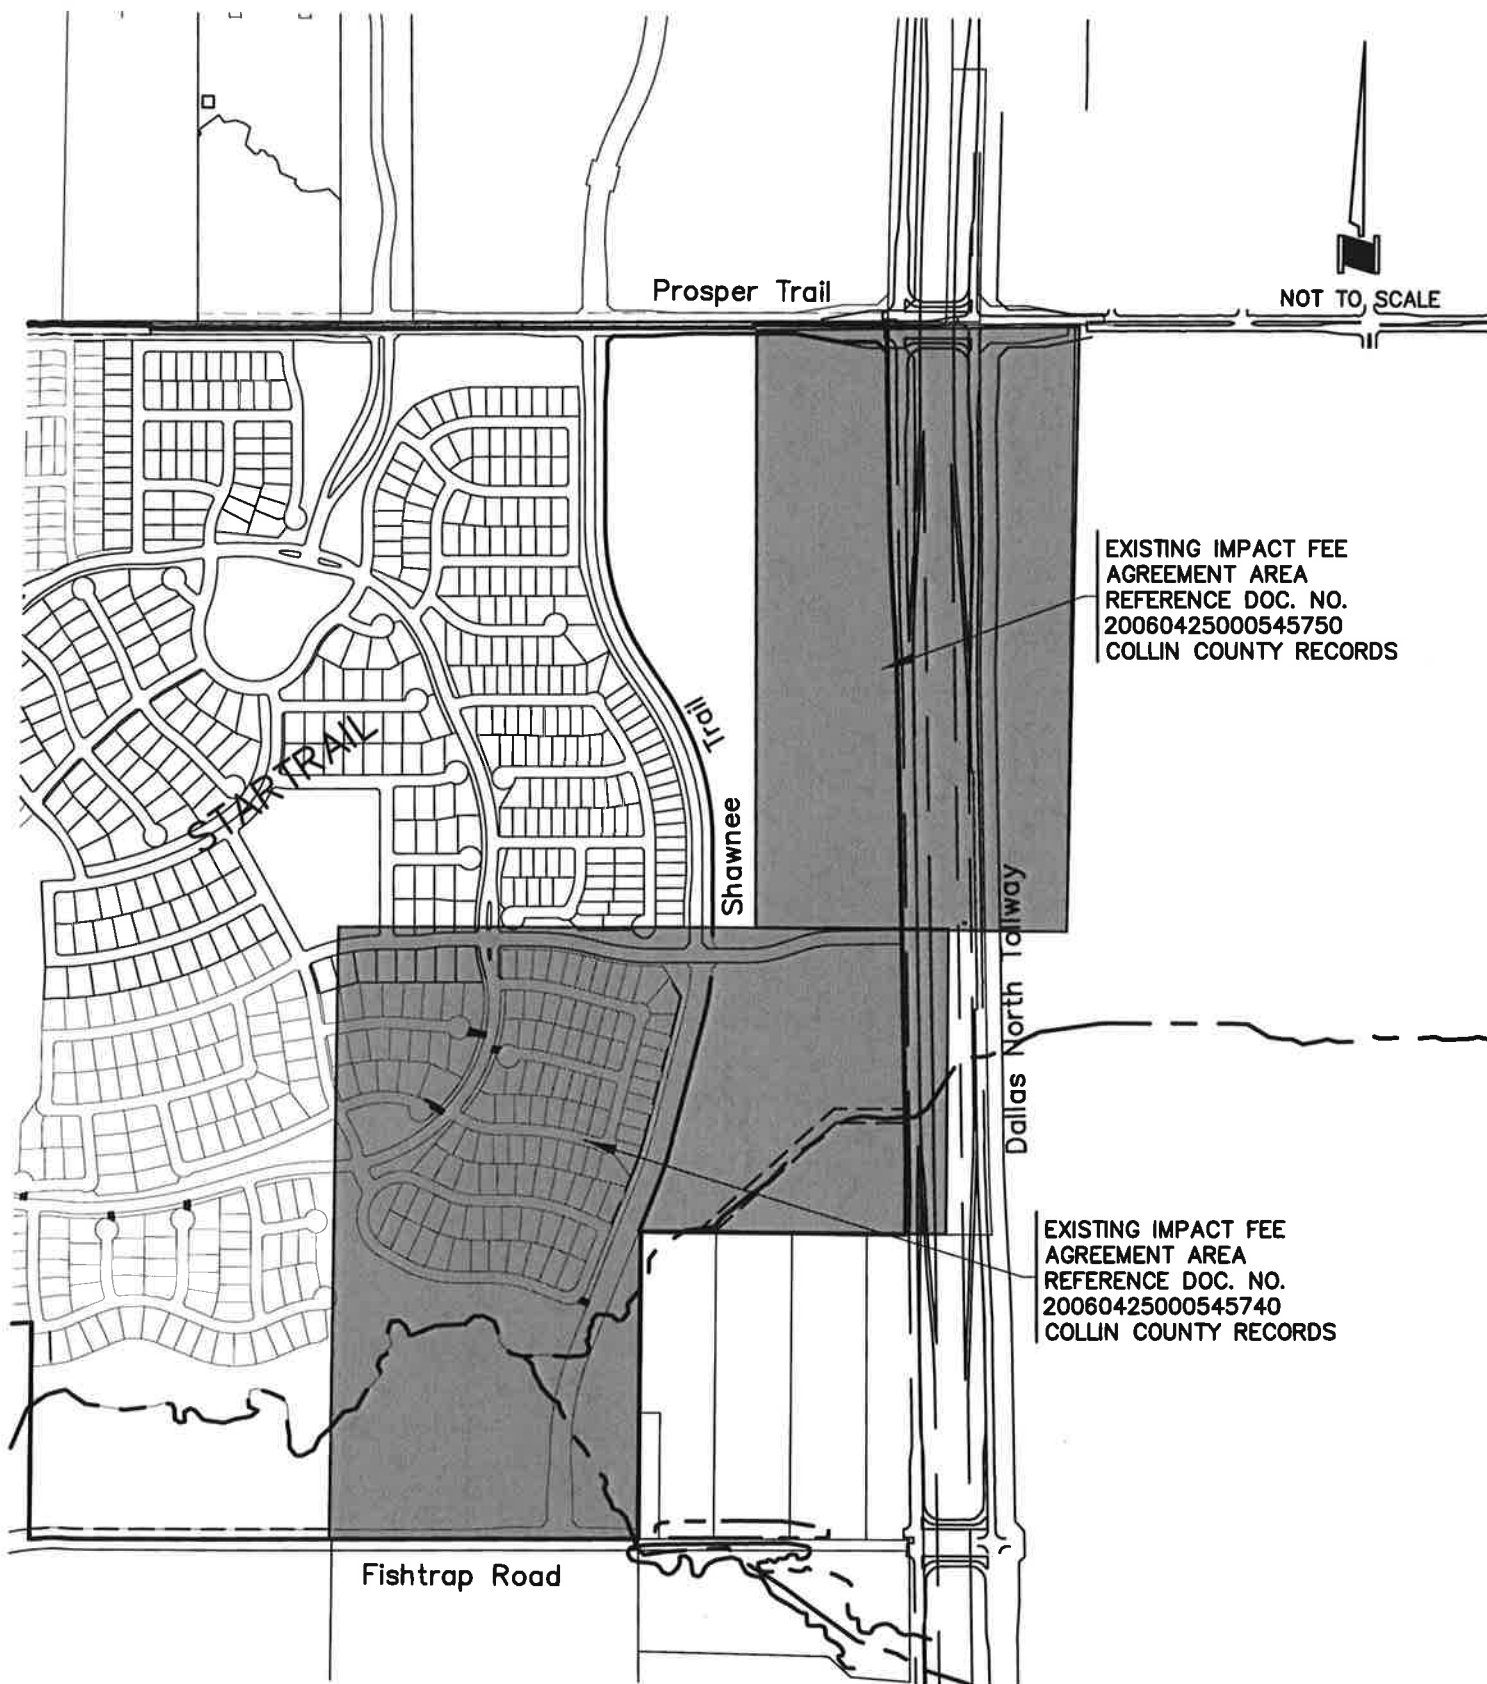 Prosper Trail
NOT TO SCALE
EXISTING IMPACT FEE
AGREEMENT AREA
REFERENCE DOC. NO.
20060425000545750
COLLIN COUNTY RECORDS
Shawnee Trail
STARTRAIL
Dallas North Tollway
EXISTING IMPACT FEE
AGREEMENT AREA
REFERENCE DOC. NO.
20060425000545740
COLLIN COUNTY RECORDS
Fishtrap Road